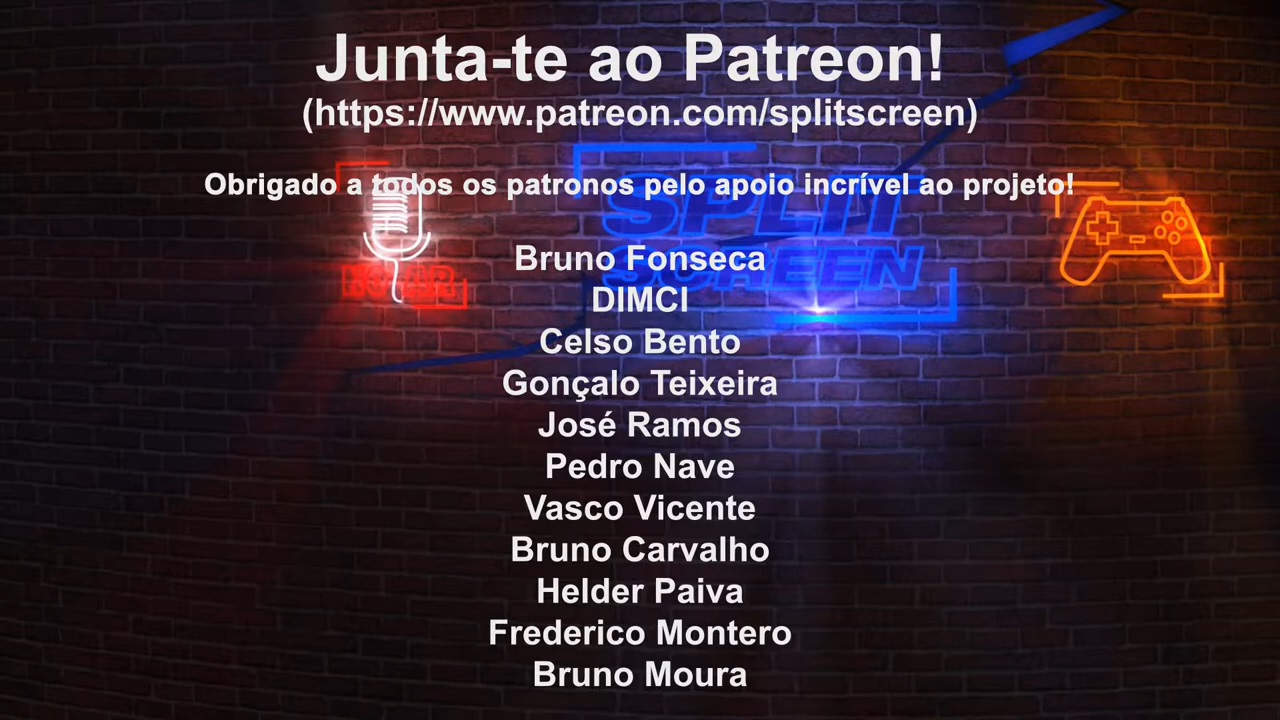 Junta-te ao Patreon!
(https://www.patreon.com/splitscreen)
Obrigado a todos os patronos pelo apoio incrível ao projeto!
SPLIT
SCREEN
Bruno Fonseca
DIMCI
Celso Bento
Gonçalo Teixeira
José Ramos
Pedro Nave
Vasco Vicente
Bruno Carvalho
Helder Paiva
Frederico Montero
Bruno Moura